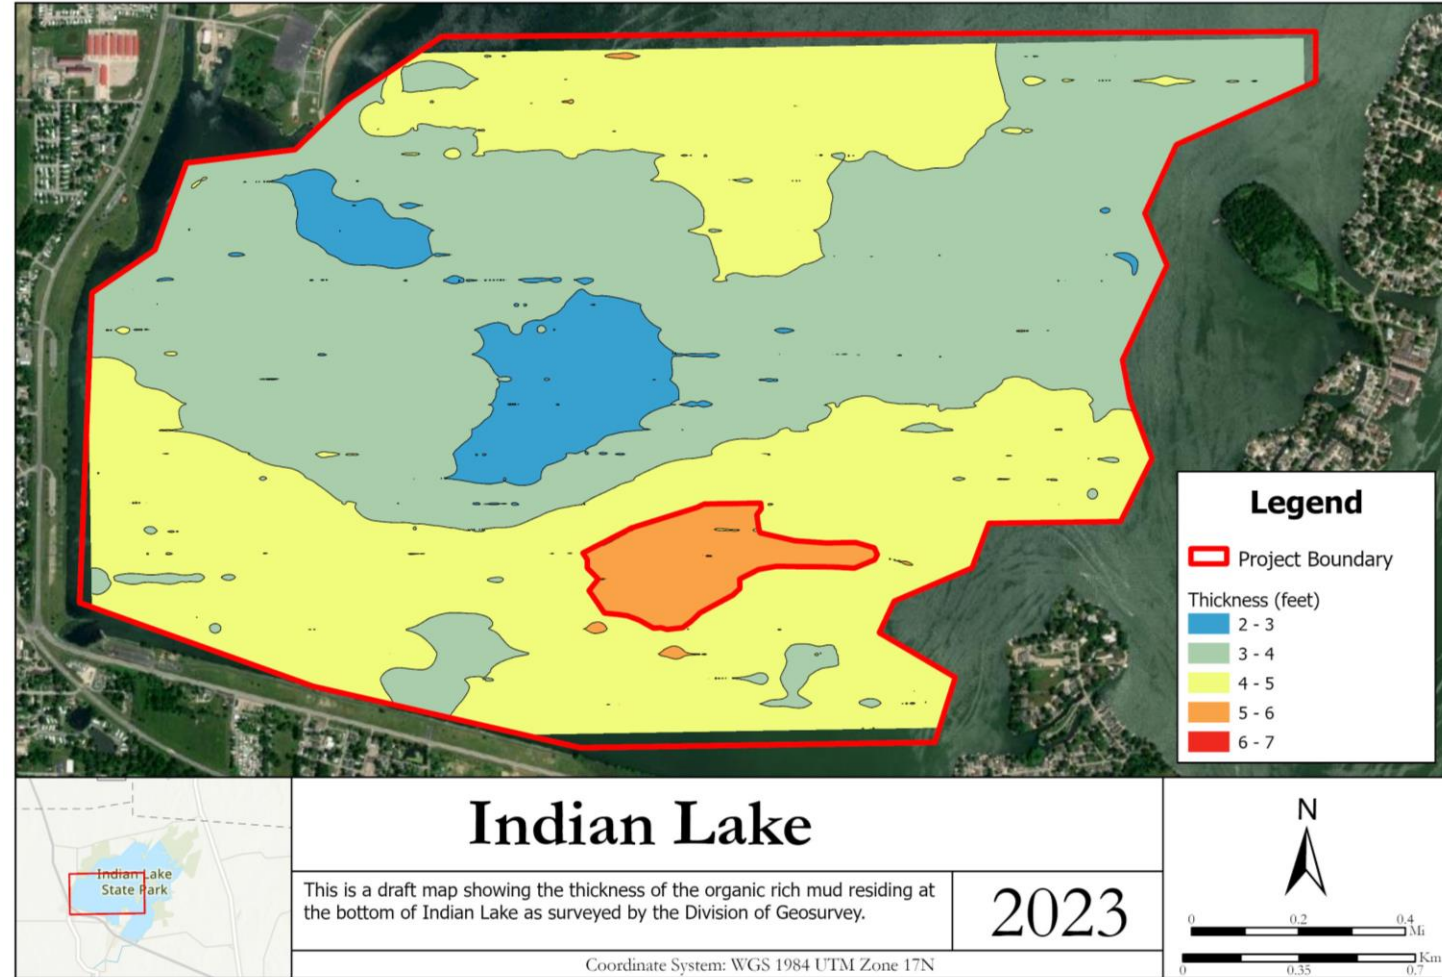 Legend
Project Boundary
Thickness (feet)
2 - 3
3 - 4
4 - 5
5 - 6
6 - 7
Indian Lake
State Park
Indian Lake
This is a draft map showing the thickness of the organic rich mud residing at
the bottom of Indian Lake as surveyed by the Division of Geosurvey.
2023
Coordinate System: WGS 1984 UTM Zone 17N
N
0 0.2 0.4
Mi
Km
0 0.35 0.7